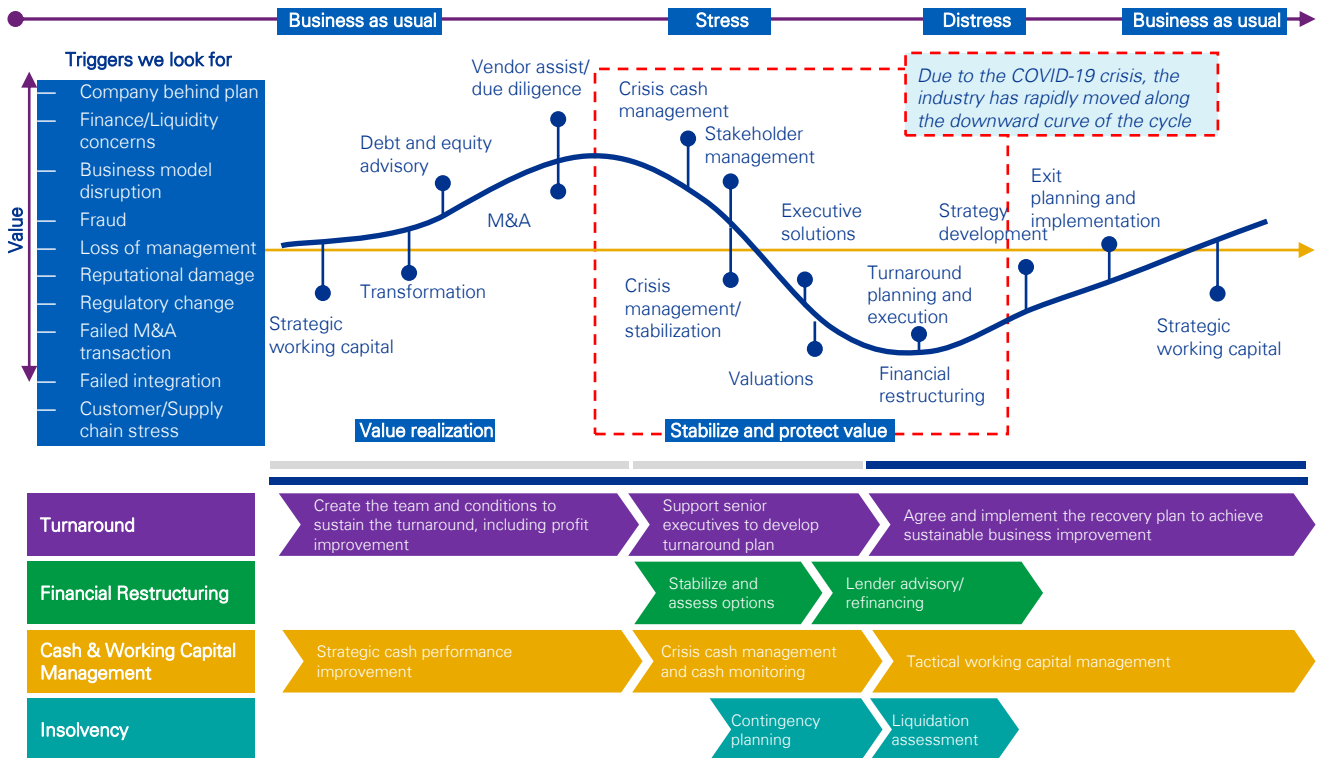 Business as usual
Stress
Distress
Business as usual
Triggers we look for
Value
Company behind plan
Finance/Liquidity
concerns
Business model
disruption
Fraud
Loss of management
Reputational damage
Regulatory change
Failed M&A
transaction
Failed integration
Customer/Supply
chain stress
Due to the COVID-19 crisis, the
industry has rapidly moved along
the downward curve of the cycle
Strategic
working capital
Transformation
Debt and equity
advisory
Vendor assist/
due diligence
M&A
Crisis cash
management
Stakeholder
management
Crisis
management/
stabilization
Executive
solutions
Valuations
Turnaround
planning and
execution
Financial
restructuring
Strategy
development
Exit
planning and
implementation
Strategic
working capital
Value realization
Stabilize and protect value
Turnaround
Create the team and conditions to
sustain the turnaround, including profit
improvement
Support senior
executives to develop
turnaround plan
Agree and implement the recovery plan to achieve
sustainable business improvement
Financial Restructuring
Stabilize and
assess options
Lender advisory/
refinancing
Cash & Working Capital
Management
Strategic cash performance
improvement
Crisis cash management
and cash monitoring
Tactical working capital management
Insolvency
Contingency
planning
Liquidation
assessment